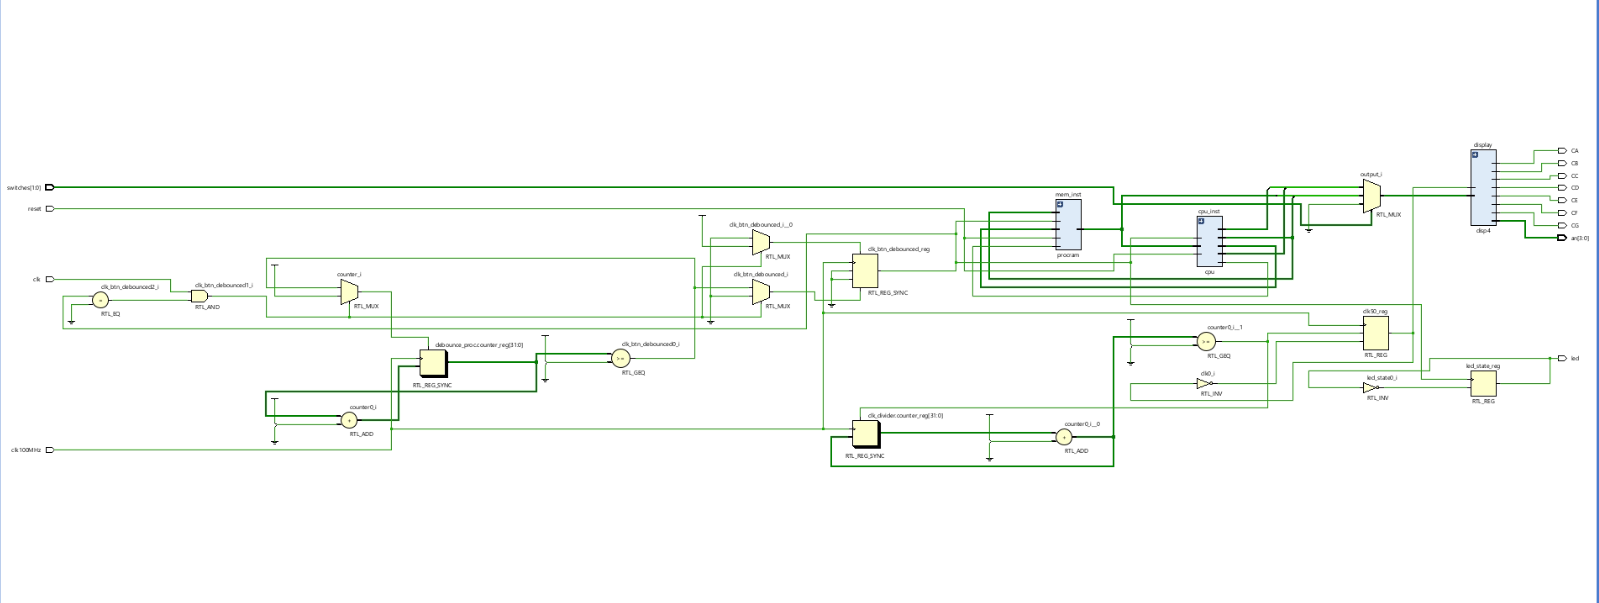 display
CA
CB
output_i
CC
switches[1:0]
CD
mem_inst
CE
reset
cpu_inst
RTL_MUX
CF
clk_btn_debounced_i__0
CG
disp4
an[3:0]
clk_btn_debounced_reg
RTL_MUX
program
cpu
counter_i
clk_btn_debounced_i
clk
clk_btn_debounced2_i
clk_btn_debounced1_i
=
RTL_REG_SYNC
RTL_EQ
RTL_AND
RTL_MUX
RTL_MUX
clk50_reg
counter0_i__1
debounce_proc.counter_reg[31:0]
clk_btn_debounced0_i
>=
RTL_GEQ
RTL_REG
>=
led
led_state_reg
RTL_GEQ
clk0_i
led_state0_i
RTL_REG_SYNC
RTL_INV
RTL_INV
RTL_REG
counter0_i
clk_divider.counter_reg[31:0]
+
counter0_i__0
RTL_ADD
+
clk100MHz
RTL_REG_SYNC
RTL_ADD